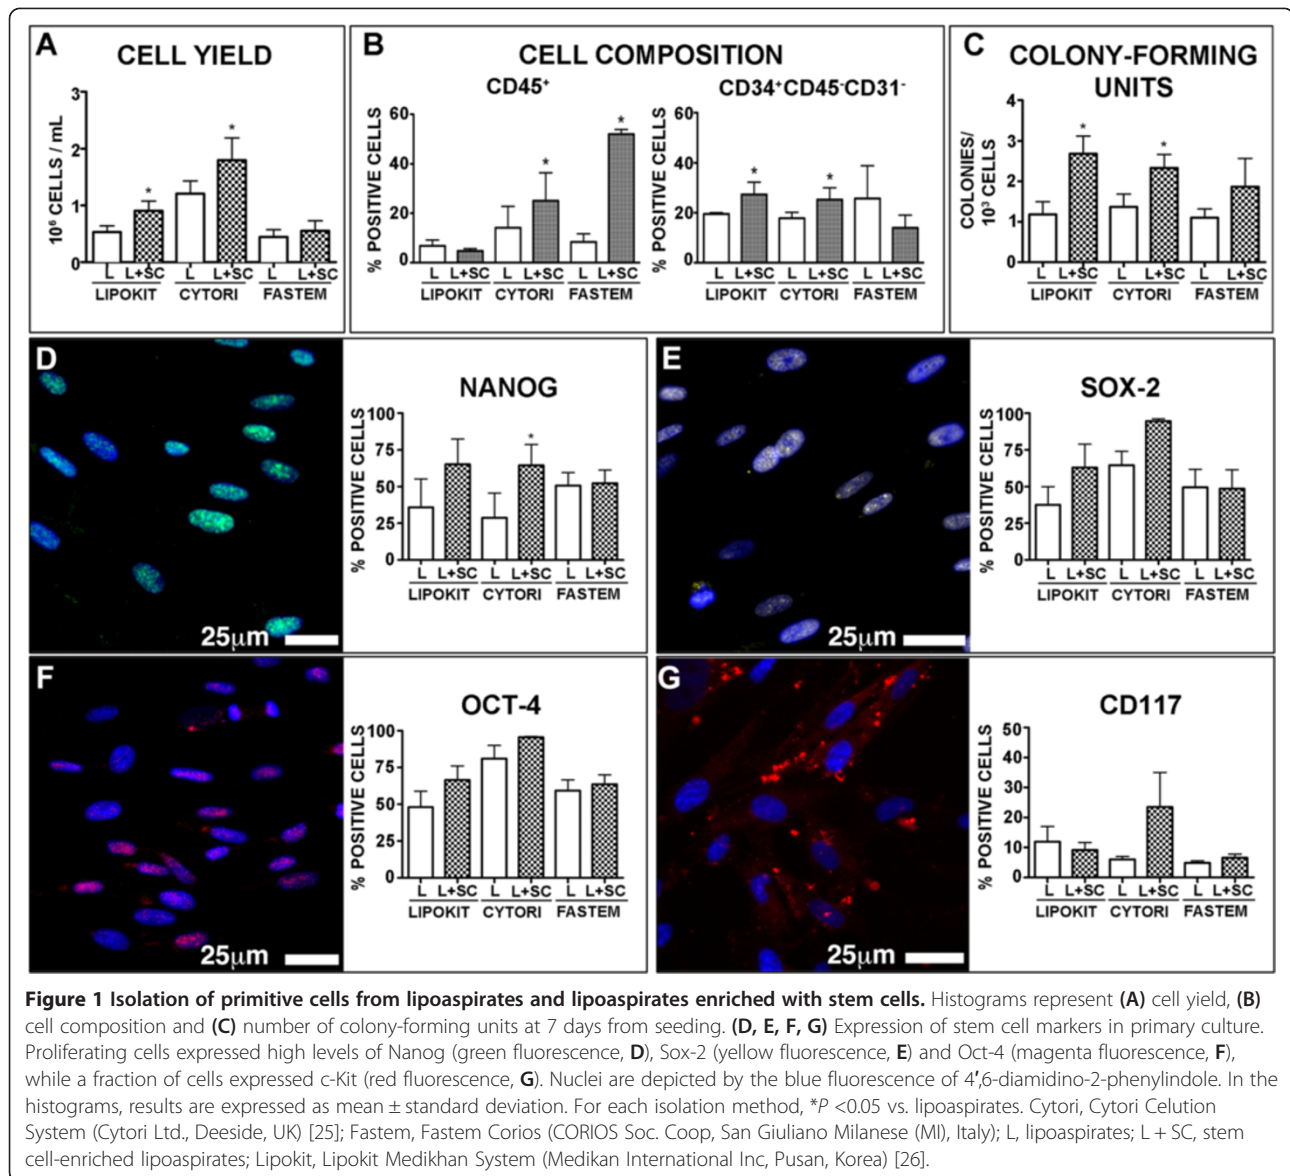 A
CELL YIELD
10⁶ CELLS / mL
3
2
1
0
*
*
L L+SC L L+SC L L+SC
LIPOKIT CYTORI FASTEM
B
CELL COMPOSITION
CD45⁺
% POSITIVE CELLS
60
40
20
0
*
*
L L+SC L L+SC L L+SC
LIPOKIT CYTORI FASTEM
CD34⁺CD45⁻CD31⁻
% POSITIVE CELLS
60
40
20
0
*
*
L L+SC L L+SC L L+SC
LIPOKIT CYTORI FASTEM
C
COLONY-FORMING
UNITS
COLONIES/
10³ CELLS
4
3
2
1
0
*
*
L L+SC L L+SC L L+SC
LIPOKIT CYTORI FASTEM
D
25μm
NANOG
% POSITIVE CELLS
100
75
50
25
0
*
L L+SC L L+SC L L+SC
LIPOKIT CYTORI FASTEM
E
25μm
SOX-2
% POSITIVE CELLS
100
75
50
25
0
L L+SC L L+SC L L+SC
LIPOKIT CYTORI FASTEM
F
25μm
OCT-4
% POSITIVE CELLS
100
75
50
25
0
L L+SC L L+SC L L+SC
LIPOKIT CYTORI FASTEM
G
25μm
CD117
% POSITIVE CELLS
50
40
30
20
10
0
L L+SC L L+SC L L+SC
LIPOKIT CYTORI FASTEM
Figure 1 Isolation of primitive cells from lipoaspirates and lipoaspirates enriched with stem cells. Histograms represent (A) cell yield, (B)
cell composition and (C) number of colony-forming units at 7 days from seeding. (D, E, F, G) Expression of stem cell markers in primary culture.
Proliferating cells expressed high levels of Nanog (green fluorescence, D), Sox-2 (yellow fluorescence, E) and Oct-4 (magenta fluorescence, F),
while a fraction of cells expressed c-Kit (red fluorescence, G). Nuclei are depicted by the blue fluorescence of 4′,6-diamidino-2-phenylindole. In the
histograms, results are expressed as mean ± standard deviation. For each isolation method, *P <0.05 vs. lipoaspirates. Cytori, Cytori Celution
System (Cytori Ltd., Deeside, UK) [25]; Fastem, Fastem Corios (CORIOS Soc. Coop, San Giuliano Milanese (MI), Italy); L, lipoaspirates; L + SC, stem
cell-enriched lipoaspirates; Lipokit, Lipokit Medikhan System (Medikan International Inc, Pusan, Korea) [26].